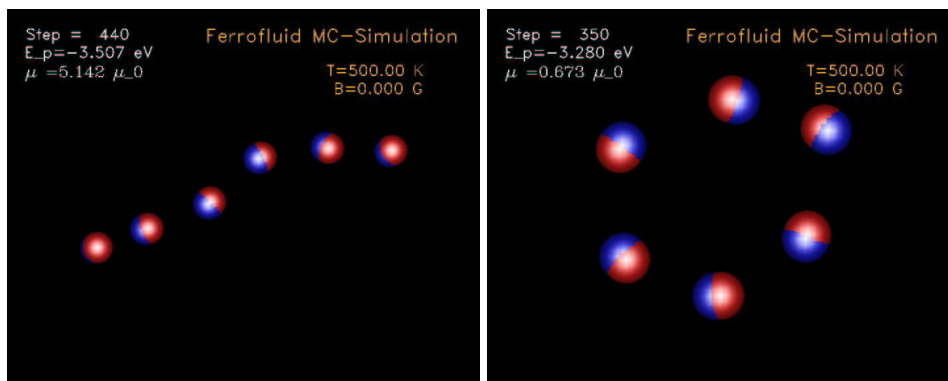 Step = 440
E_p=−3.507 eV
μ =5.142 μ_0
Ferrofluid MC−Simulation
T=500.00 K
B=0.000 G
Step = 350
E_p=−3.280 eV
μ =0.673 μ_0
Ferrofluid MC−Simulation
T=500.00 K
B=0.000 G